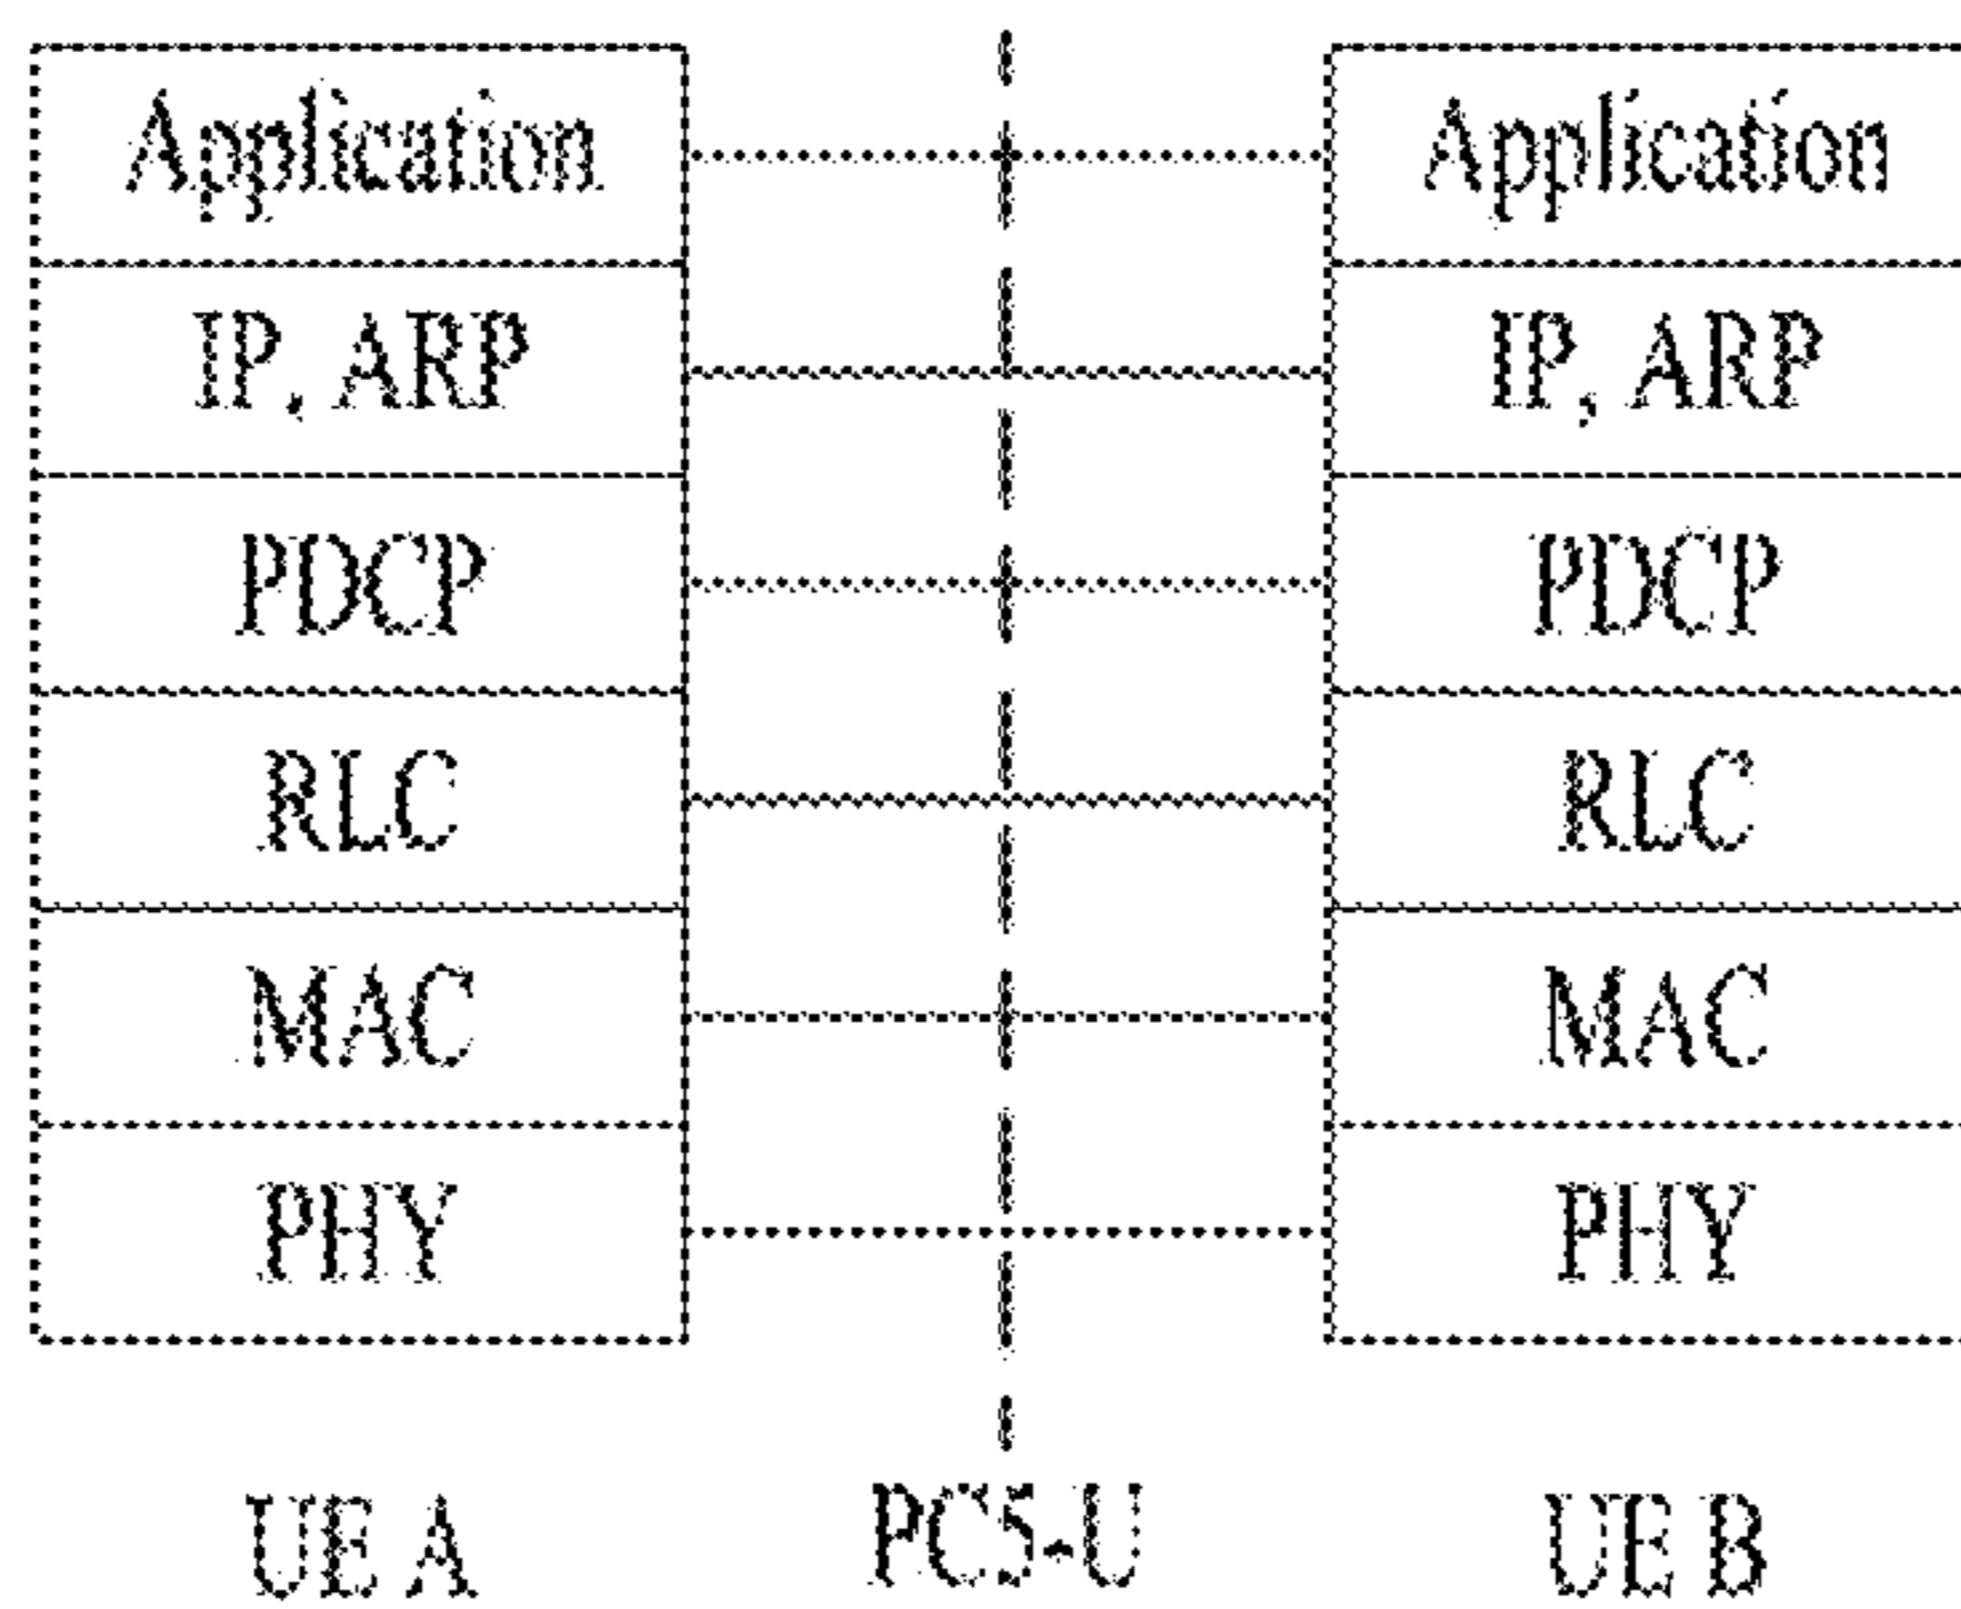 Application Application
IP, ARP IP, ARP
PDCP PDCP
RLC RLC
MAC MAC
PHY PHY
UE A PC5-U UE B